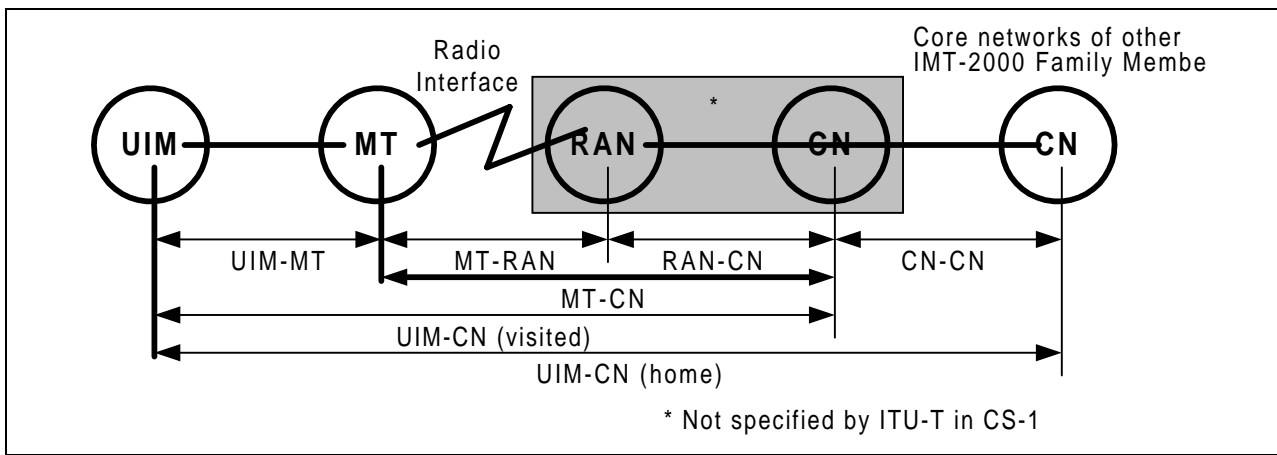 Radio
Interface
Core networks of other
IMT-2000 Family Membe
*
UIM
MT
RAN
CN
CN
UIM-MT
MT-RAN
RAN-CN
CN-CN
MT-CN
UIM-CN (visited)
UIM-CN (home)
* Not specified by ITU-T in CS-1